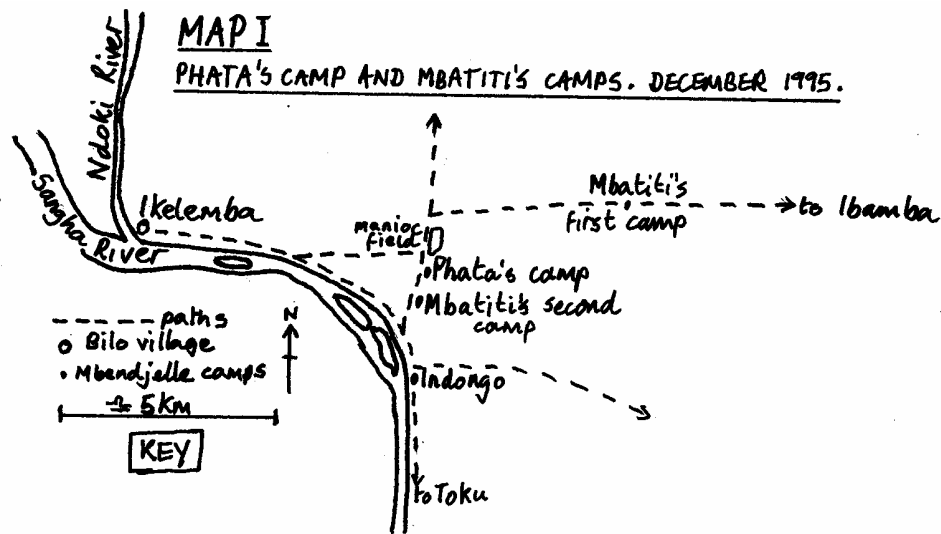 MAP I
PHATA'S CAMP AND MBATITI'S CAMPS. DECEMBER 1995.
Ndoki River
Sangha
River
Ikelemba
manioc
field
Mbatiti's
first camp
to Ibamba
Phata's camp
Mbatiti's second
camp
Indongo
to Toku
N
paths
Bilo village
Mbendjelle camps
≏ 5km
KEY